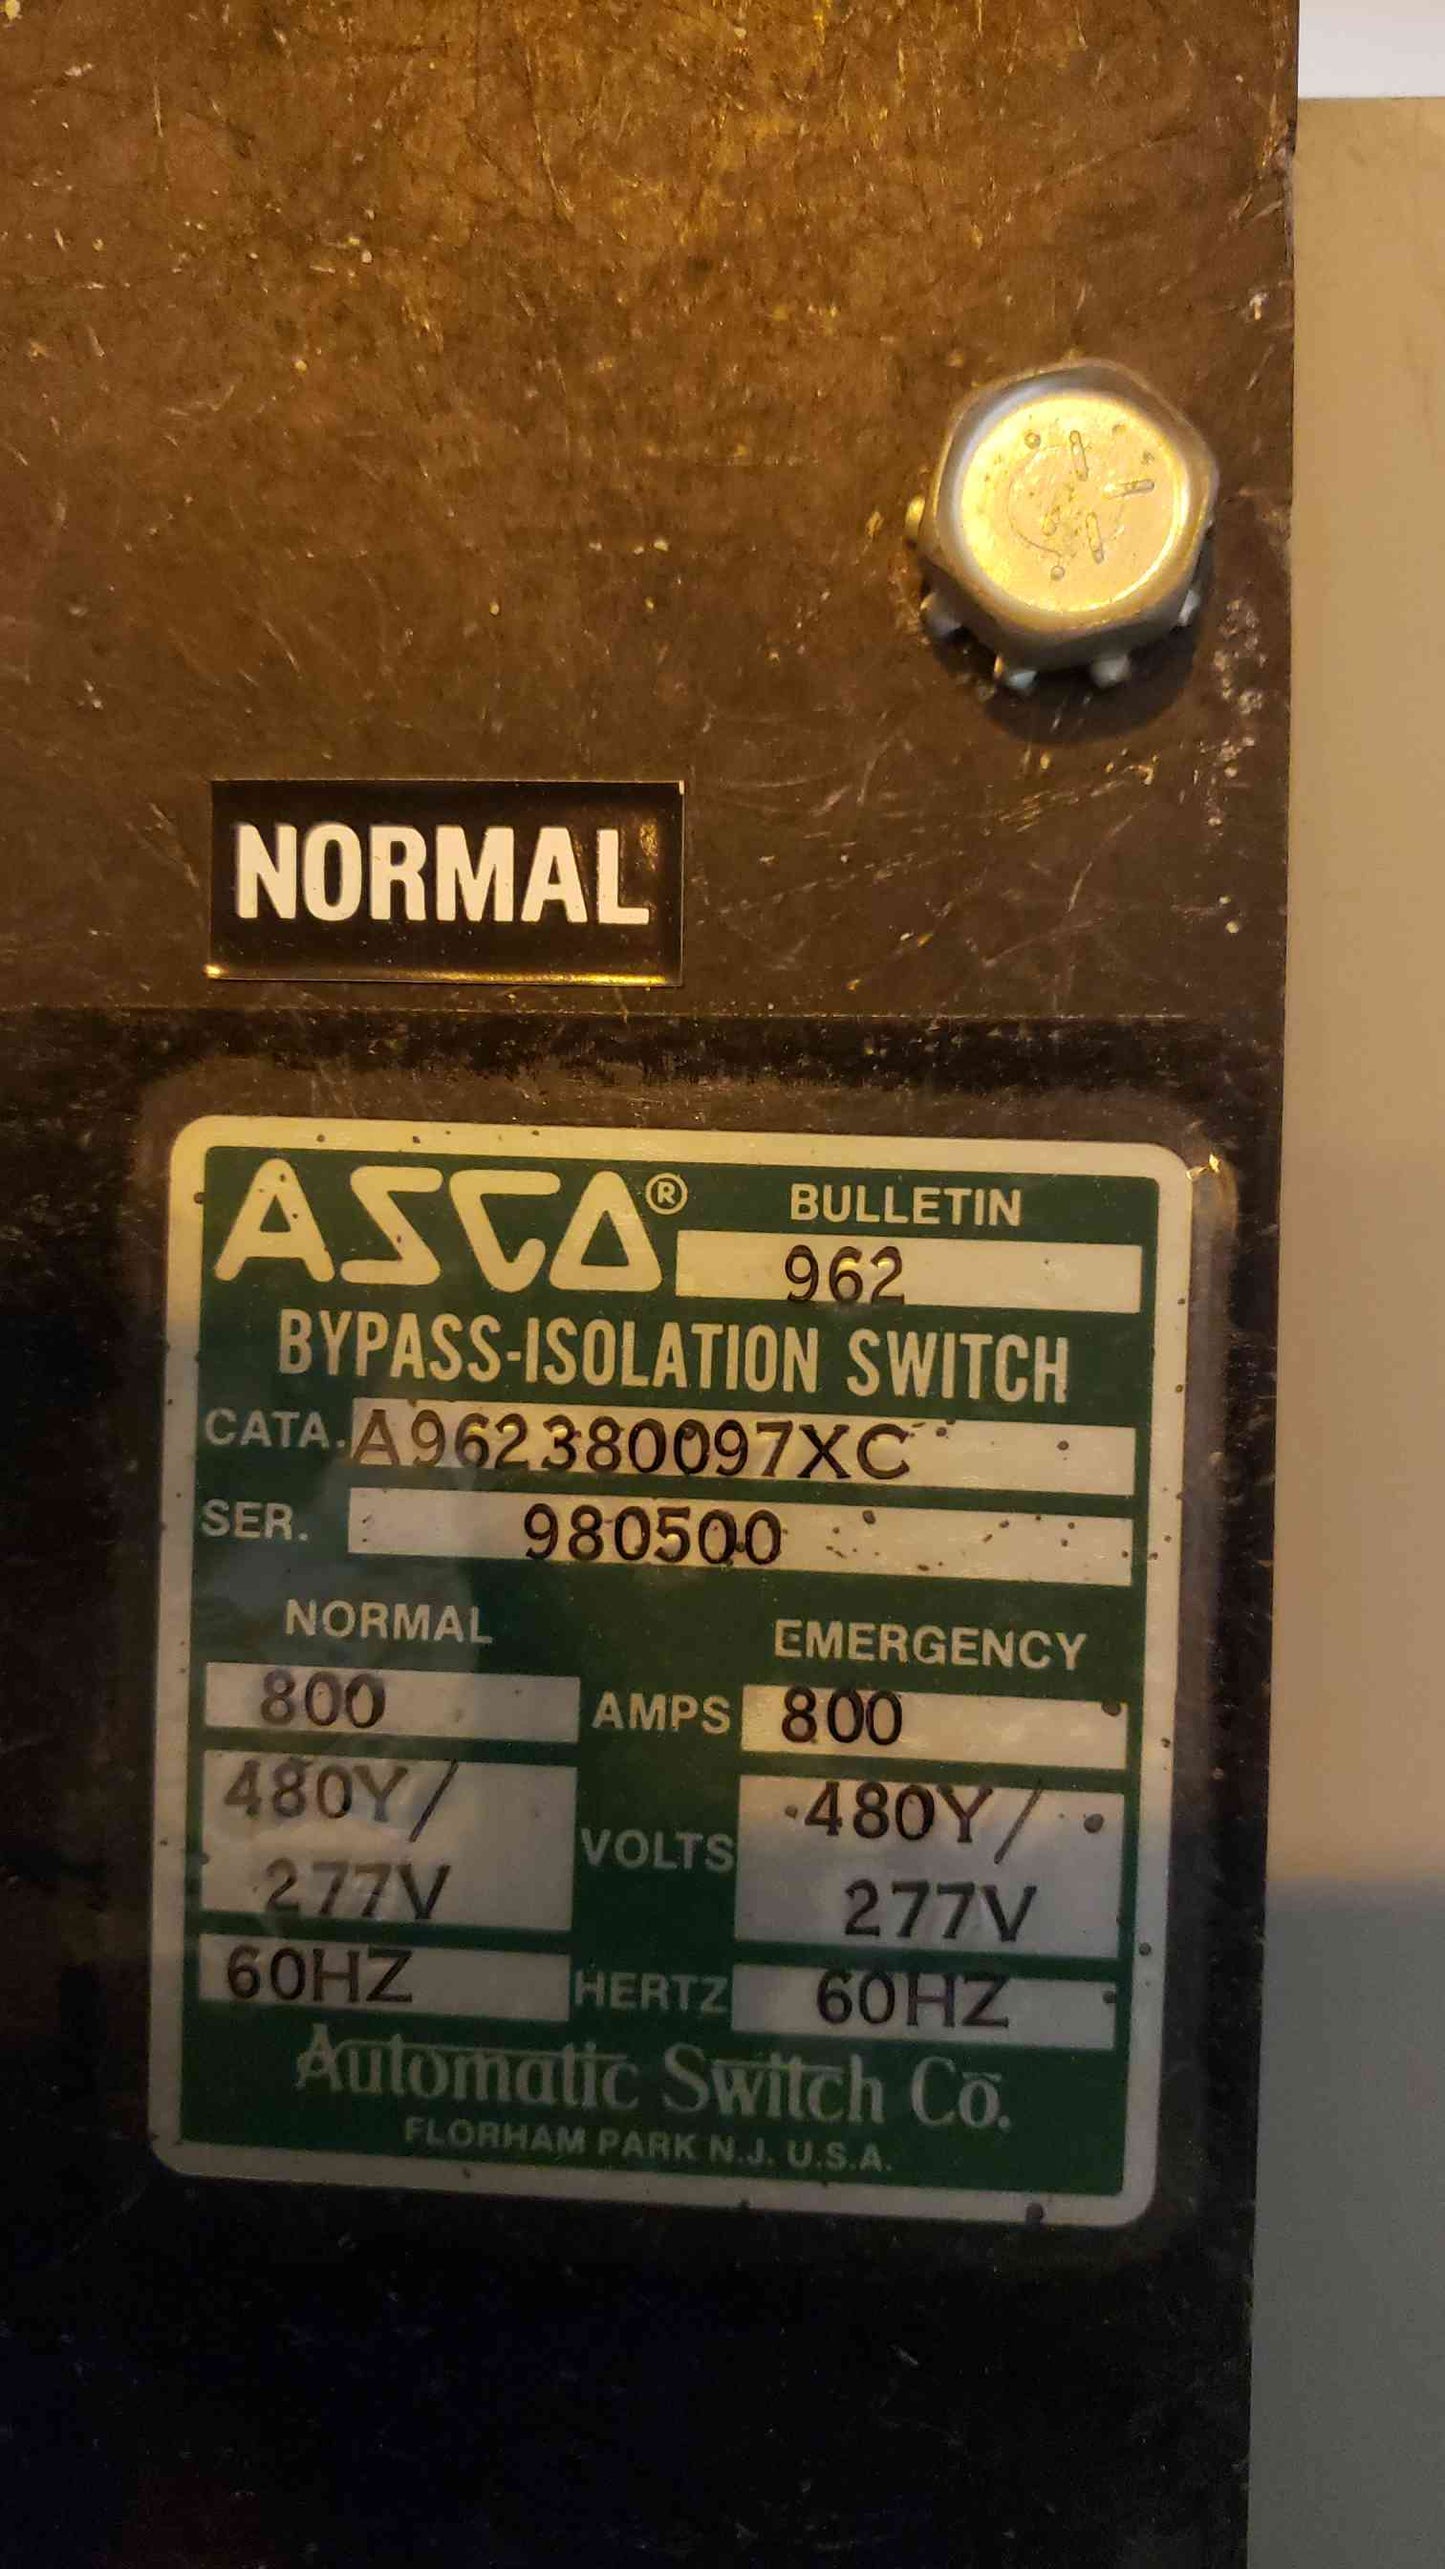 NORMAL
ASCO® BULLETIN
962
BYPASS-ISOLATION SWITCH
CATA. A962380097XC
SER. 980500
NORMAL EMERGENCY
800 AMPS 800
480Y/ 277V VOLTS 480Y/ 277V
60HZ HERTZ 60HZ
Automatic Switch Co.
FLORHAM PARK N.J. U.S.A.